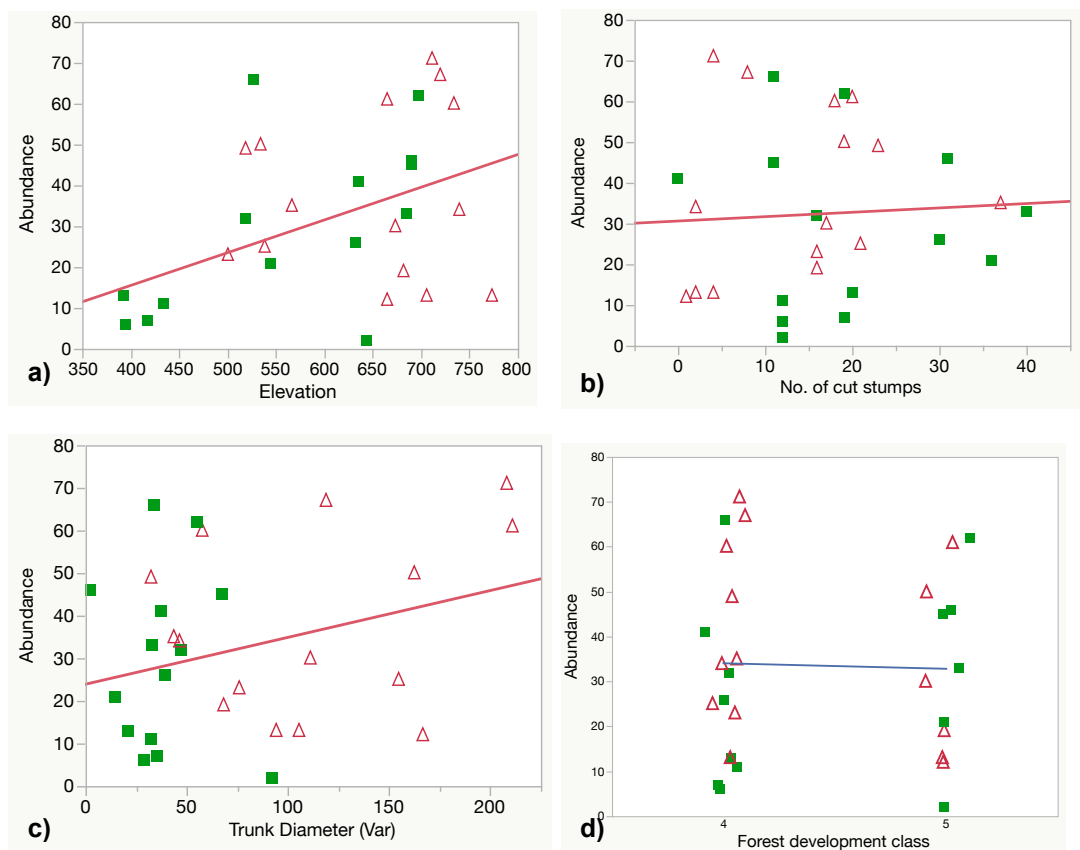 80
70
60
50
40
30
20
10
0
Abundance
350 400 450 500 550 600 650 700 750 800
Elevation
a)
80
70
60
50
40
30
20
10
0
Abundance
0 10 20 30 40
No. of cut stumps
b)
80
70
60
50
40
30
20
10
0
Abundance
0 50 100 150 200
Trunk Diameter (Var)
c)
80
70
60
50
40
30
20
10
0
Abundance
4 5
Forest development class
d)